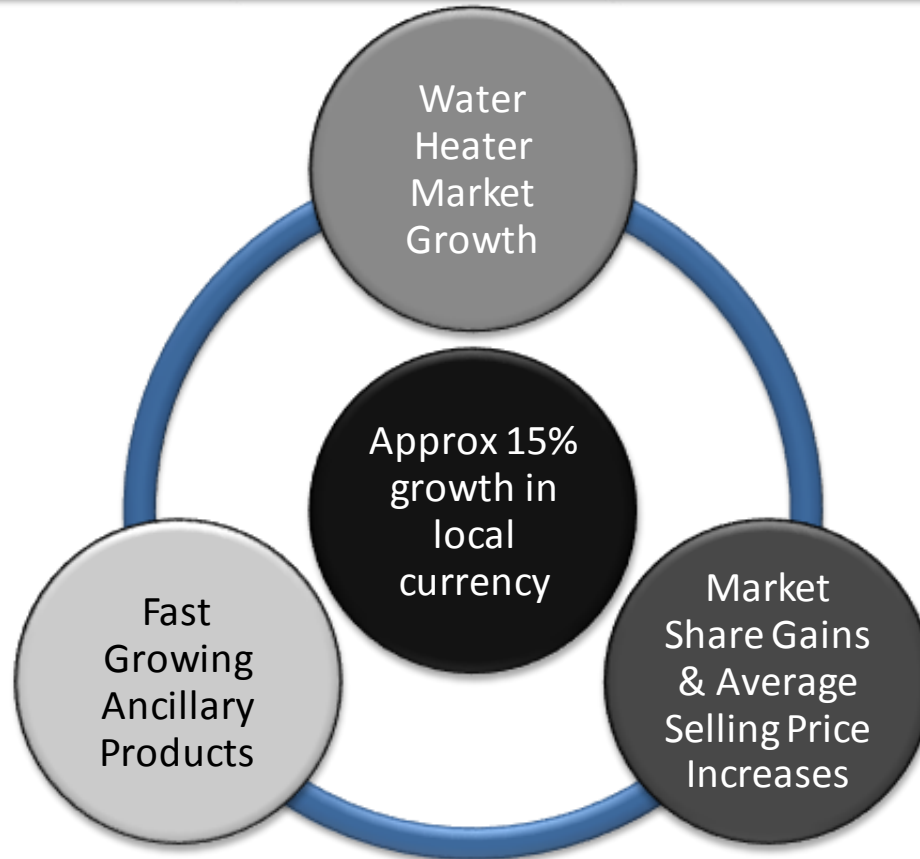 Water
Heater
Market
Growth
Approx 15%
growth in
local
currency
Fast
Growing
Ancillary
Products
Market
Share Gains
& Average
Selling Price
Increases